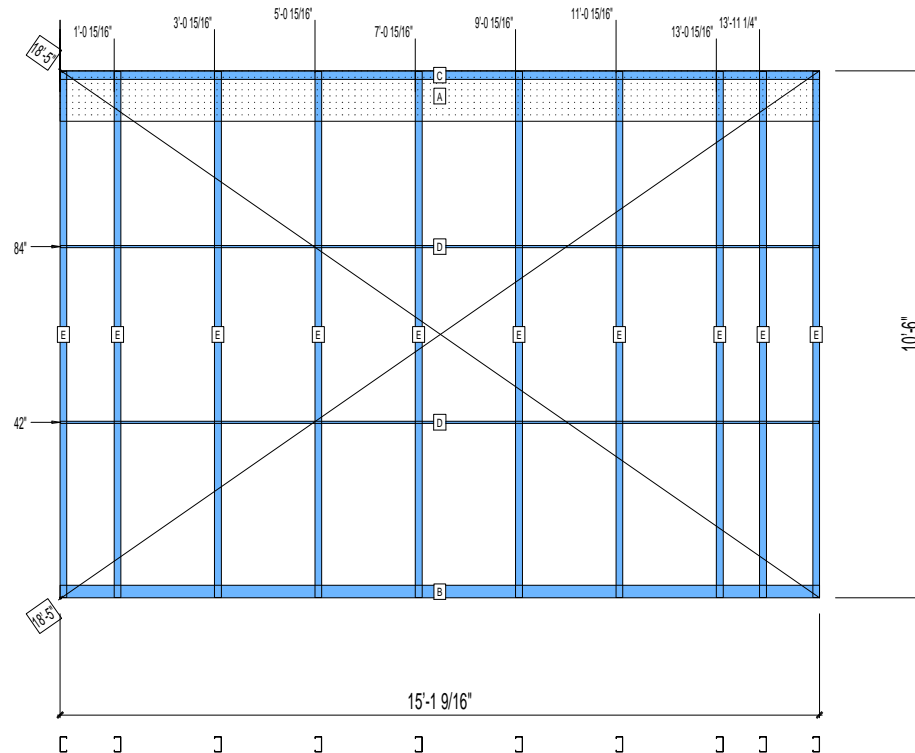 5'-0 15/16"
11'-0 15/16"
3'-0 15/16"
9'-0 15/16"
13'-11 1/4"
1'-0 15/16"
7'-0 15/16"
13'-0 15/16"
18'-5"
C
A
84"
D
E
E
E
E
E
E
E
E
E
E
10'-6"
42"
D
B
18'-5"
15'-1 9/16"